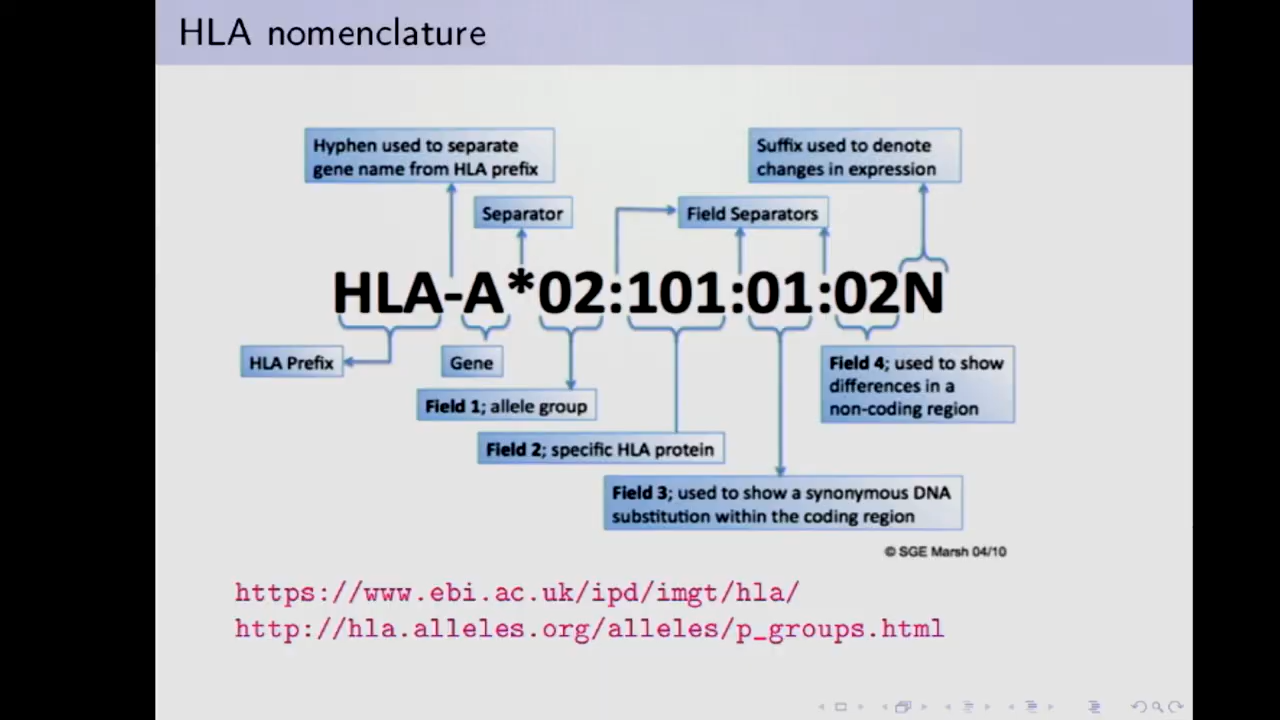 HLA nomenclature
Hyphen used to separate
gene name from HLA prefix
Suffix used to denote
changes in expression
Separator
Field Separators
HLA-A*02:101:01:02N
HLA Prefix
Gene
Field 4; used to show
differences in a
non-coding region
Field 1; allele group
Field 2; specific HLA protein
Field 3; used to show a synonymous DNA
substitution within the coding region
© SGE Marsh 04/10
https://www.ebi.ac.uk/ipd/imgt/hla/
http://hla.alleles.org/alleles/p_groups.html